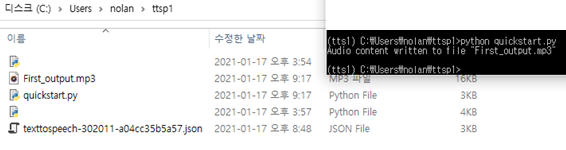 디스크 (C:) > Users > nolan > ttsp1
이름 수정한 날짜
2021-01-17 오후 3:54
First_output.mp3 2021-01-17 오후 9:17 MP3 파일 16KB
quickstart.py 2021-01-17 오후 9:17 Python File 3KB
2021-01-17 오후 3:57 Python File 4KB
texttospeech-302011-a04cc35b5a57.json 2021-01-17 오후 8:48 JSON File 3KB
(tts1) C:₩Users₩nolan₩ttsp1>python quickstart.py
Audio content written to file "First_output.mp3"
(tts1) C:₩Users₩nolan₩ttsp1>